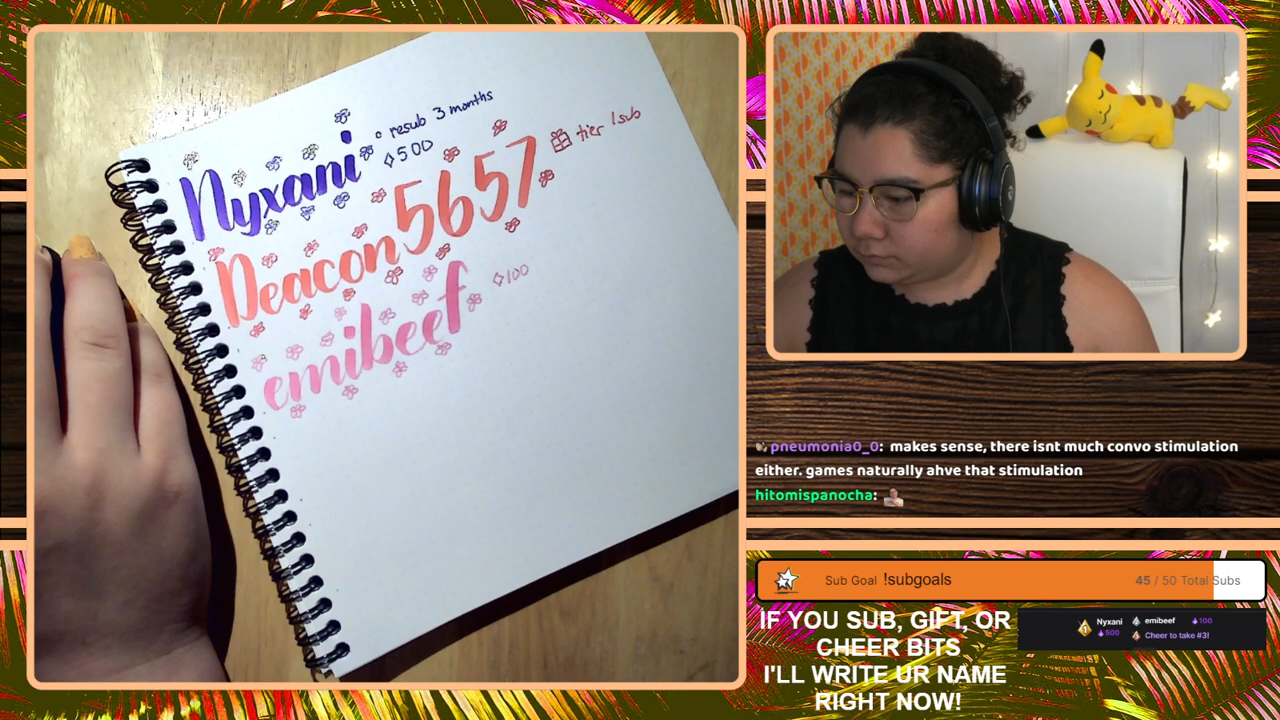 Nyxani
° resub 3 months
◊500
Deacon5657
tier 1 sub
emibeef
◊100
pneumonia0_0: makes sense, there isnt much convo stimulation
either. games naturally ahve that stimulation
hitomispanocha:
Sub Goal !subgoals
45 / 50 Total Subs
IF YOU SUB, GIFT, OR
CHEER BITS
I'LL WRITE UR NAME
RIGHT NOW!
1 Nyxani 500
emibeef 100
Cheer to take #3!